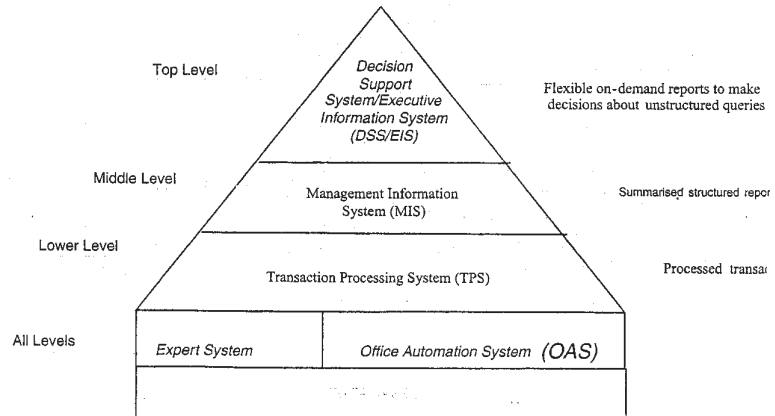 Top Level
Decision
Support
System/Executive
Information System
(DSS/EIS)
Flexible on-demand reports to make
decisions about unstructured queries
Middle Level
Management Information
System (MIS)
Summarised structured repor
Lower Level
Transaction Processing System (TPS)
Processed transac
All Levels
Expert System
Office Automation System (OAS)